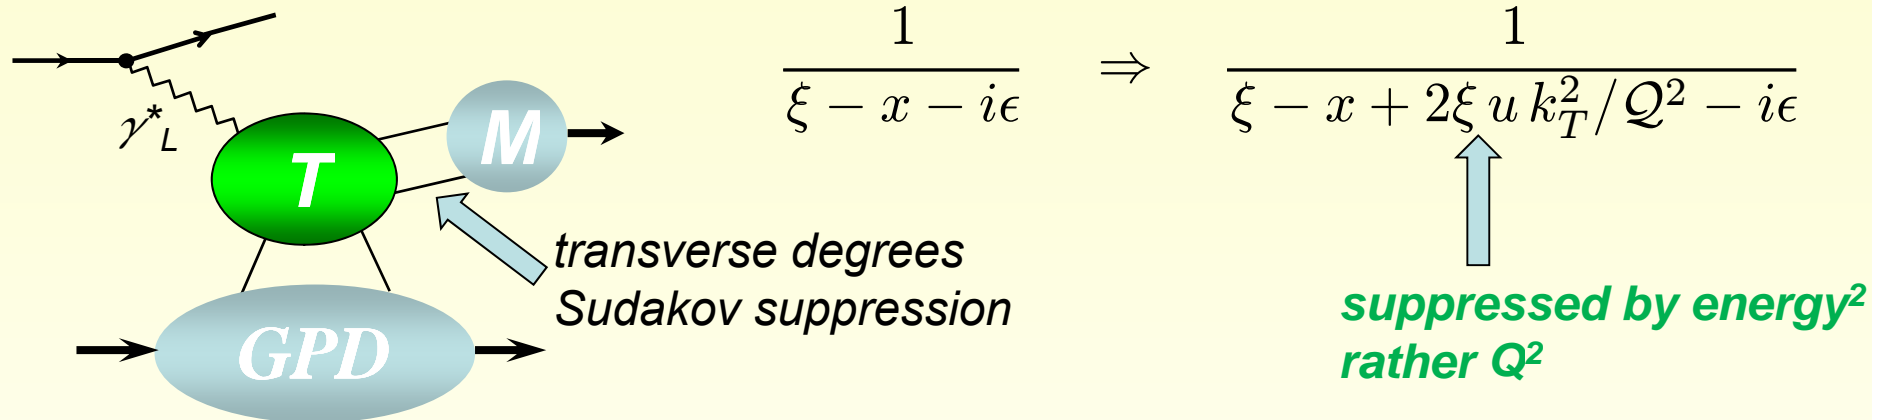 γ*L
T
M
GPD
transverse degrees
Sudakov suppression
1/(ξ − x − iϵ) ⇒ 1/(ξ − x + 2ξ u k_T^2/𝒬^2 − iϵ)
suppressed by energy²
rather Q²